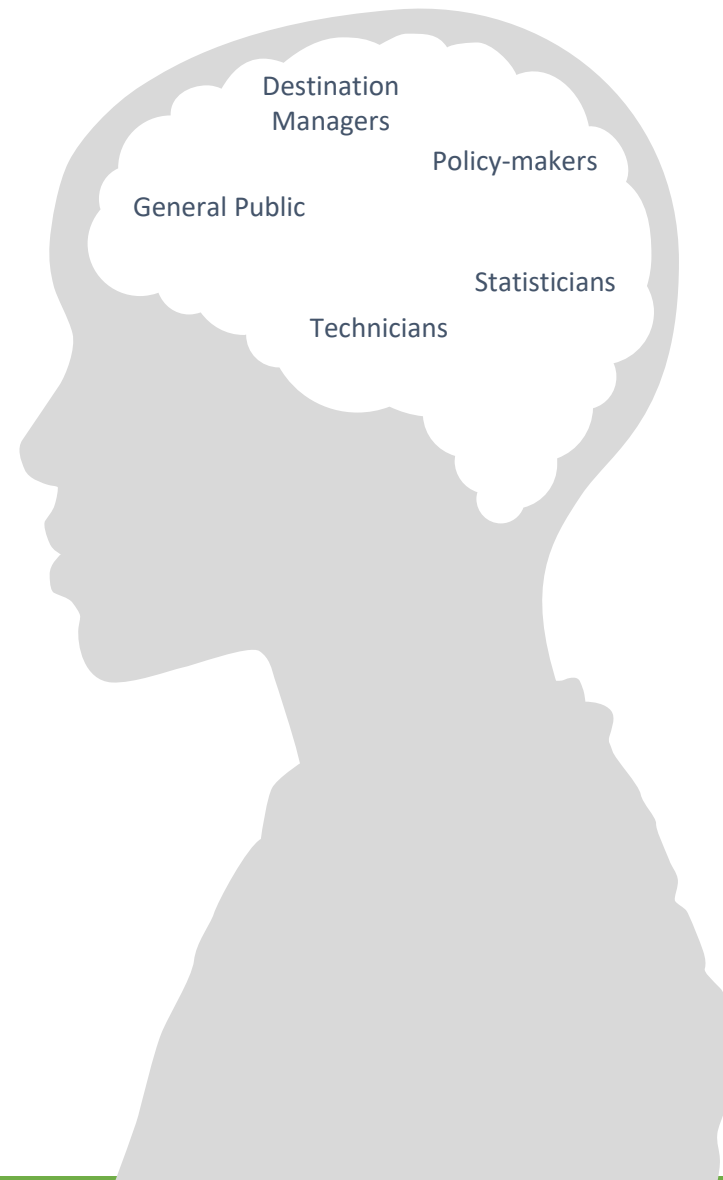 Destination
Managers
Policy-makers
General Public
Statisticians
Technicians